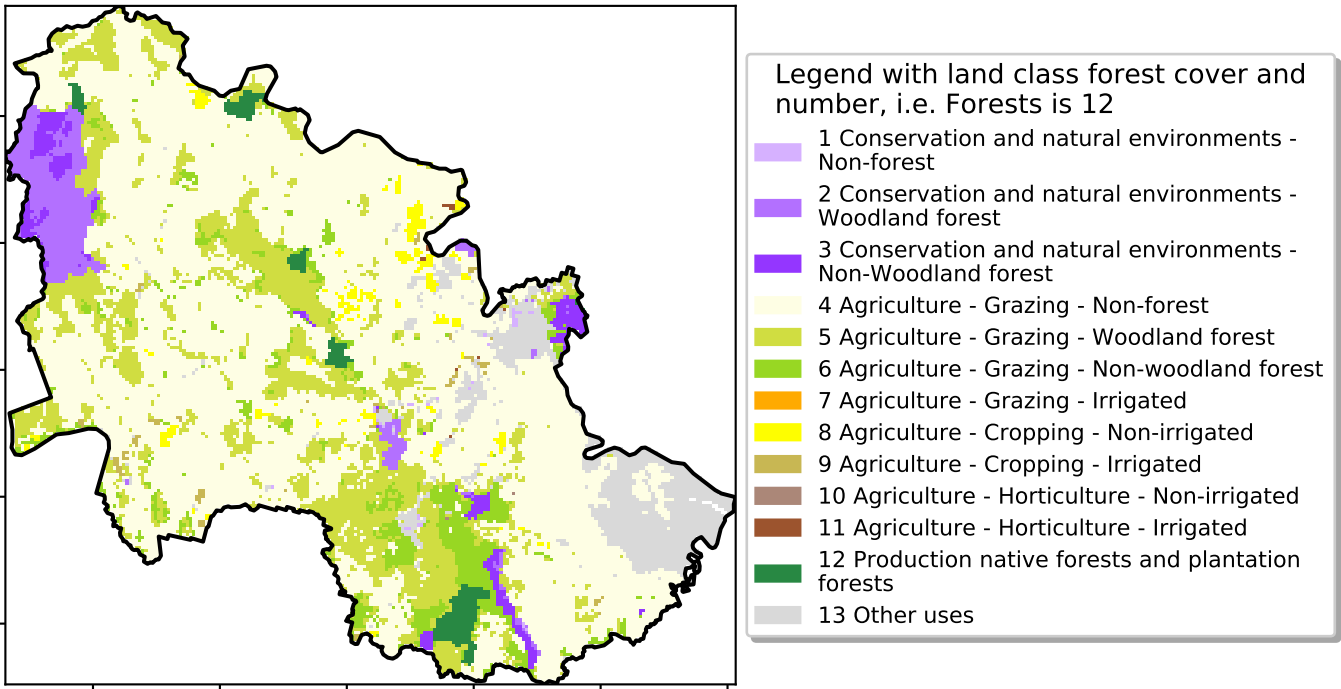 Legend with land class forest cover and
number, i.e. Forests is 12
1 Conservation and natural environments -
Non-forest
2 Conservation and natural environments -
Woodland forest
3 Conservation and natural environments -
Non-Woodland forest
4 Agriculture - Grazing - Non-forest
5 Agriculture - Grazing - Woodland forest
6 Agriculture - Grazing - Non-woodland forest
7 Agriculture - Grazing - Irrigated
8 Agriculture - Cropping - Non-irrigated
9 Agriculture - Cropping - Irrigated
10 Agriculture - Horticulture - Non-irrigated
11 Agriculture - Horticulture - Irrigated
12 Production native forests and plantation
forests
13 Other uses